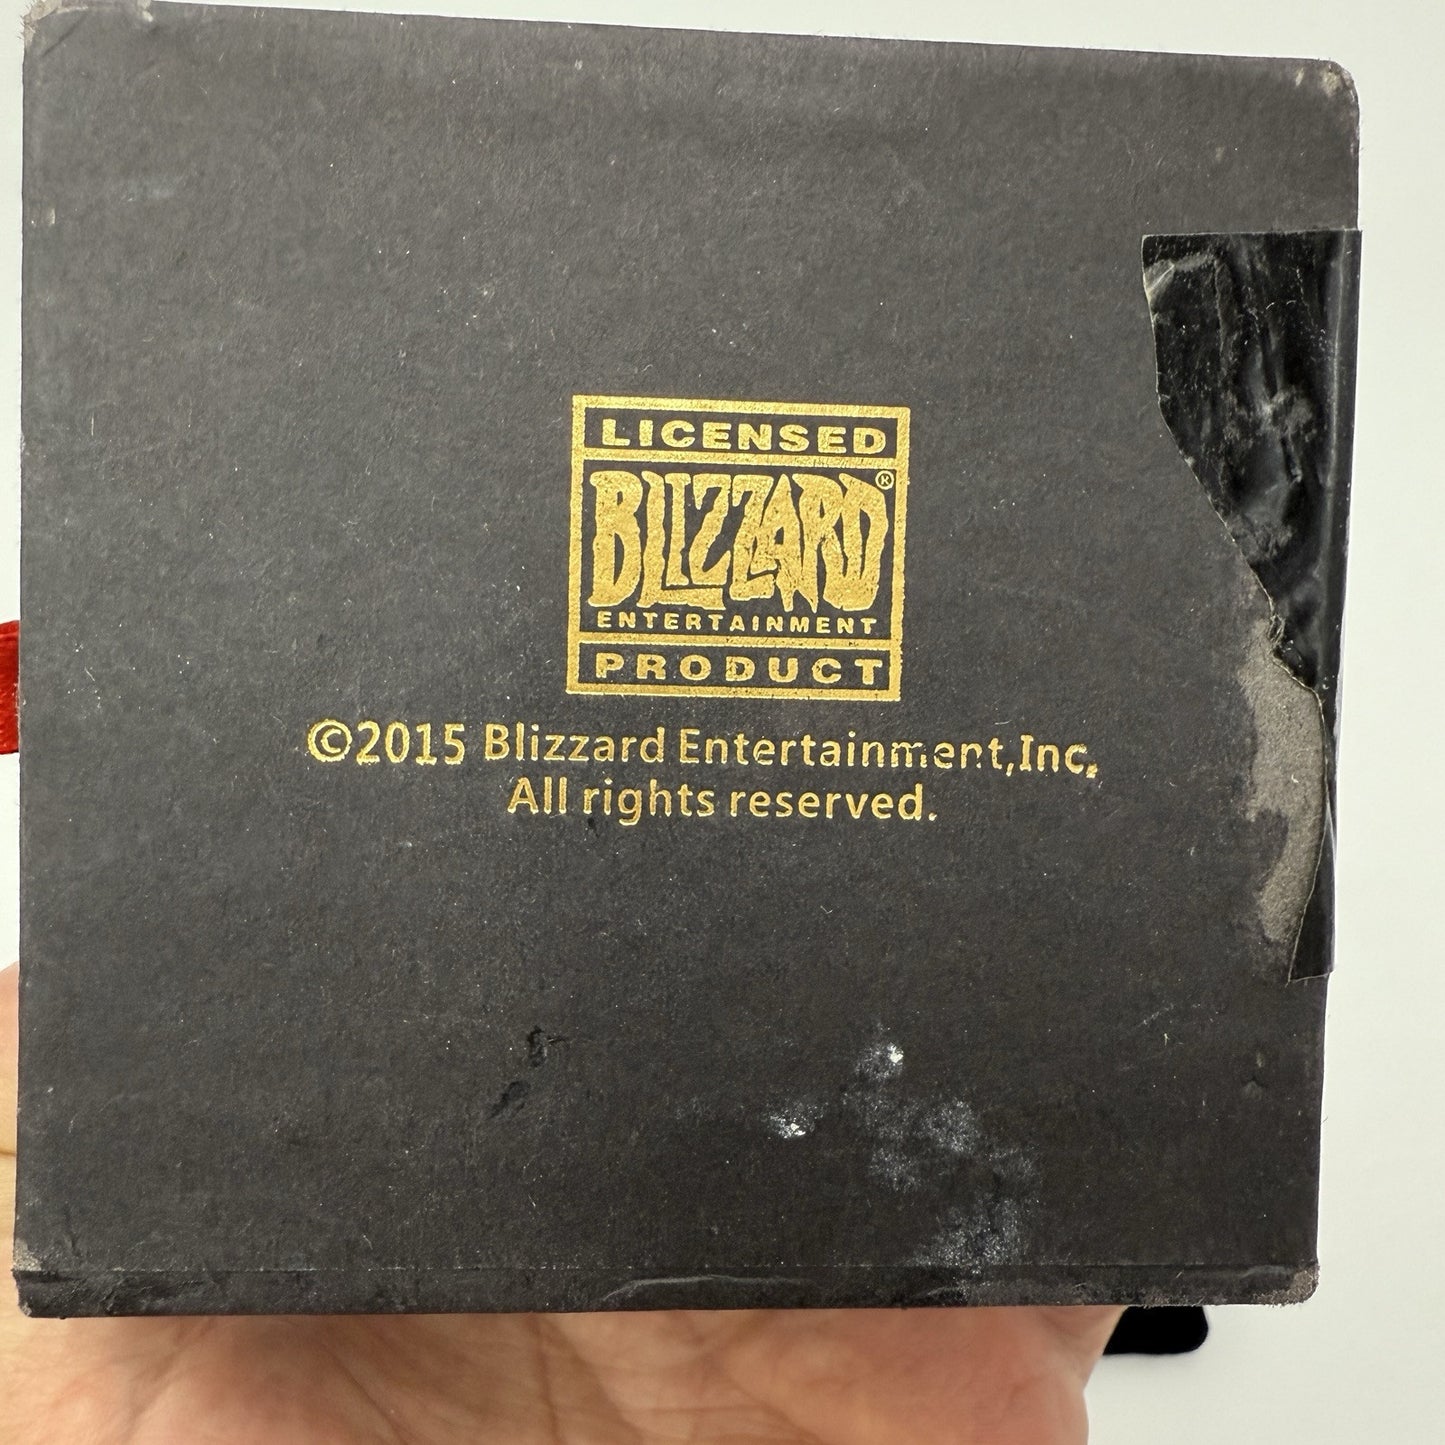 LICENSED
BLIZZARD®
ENTERTAINMENT
PRODUCT
©2015 Blizzard Entertainment,Inc.
All rights reserved.